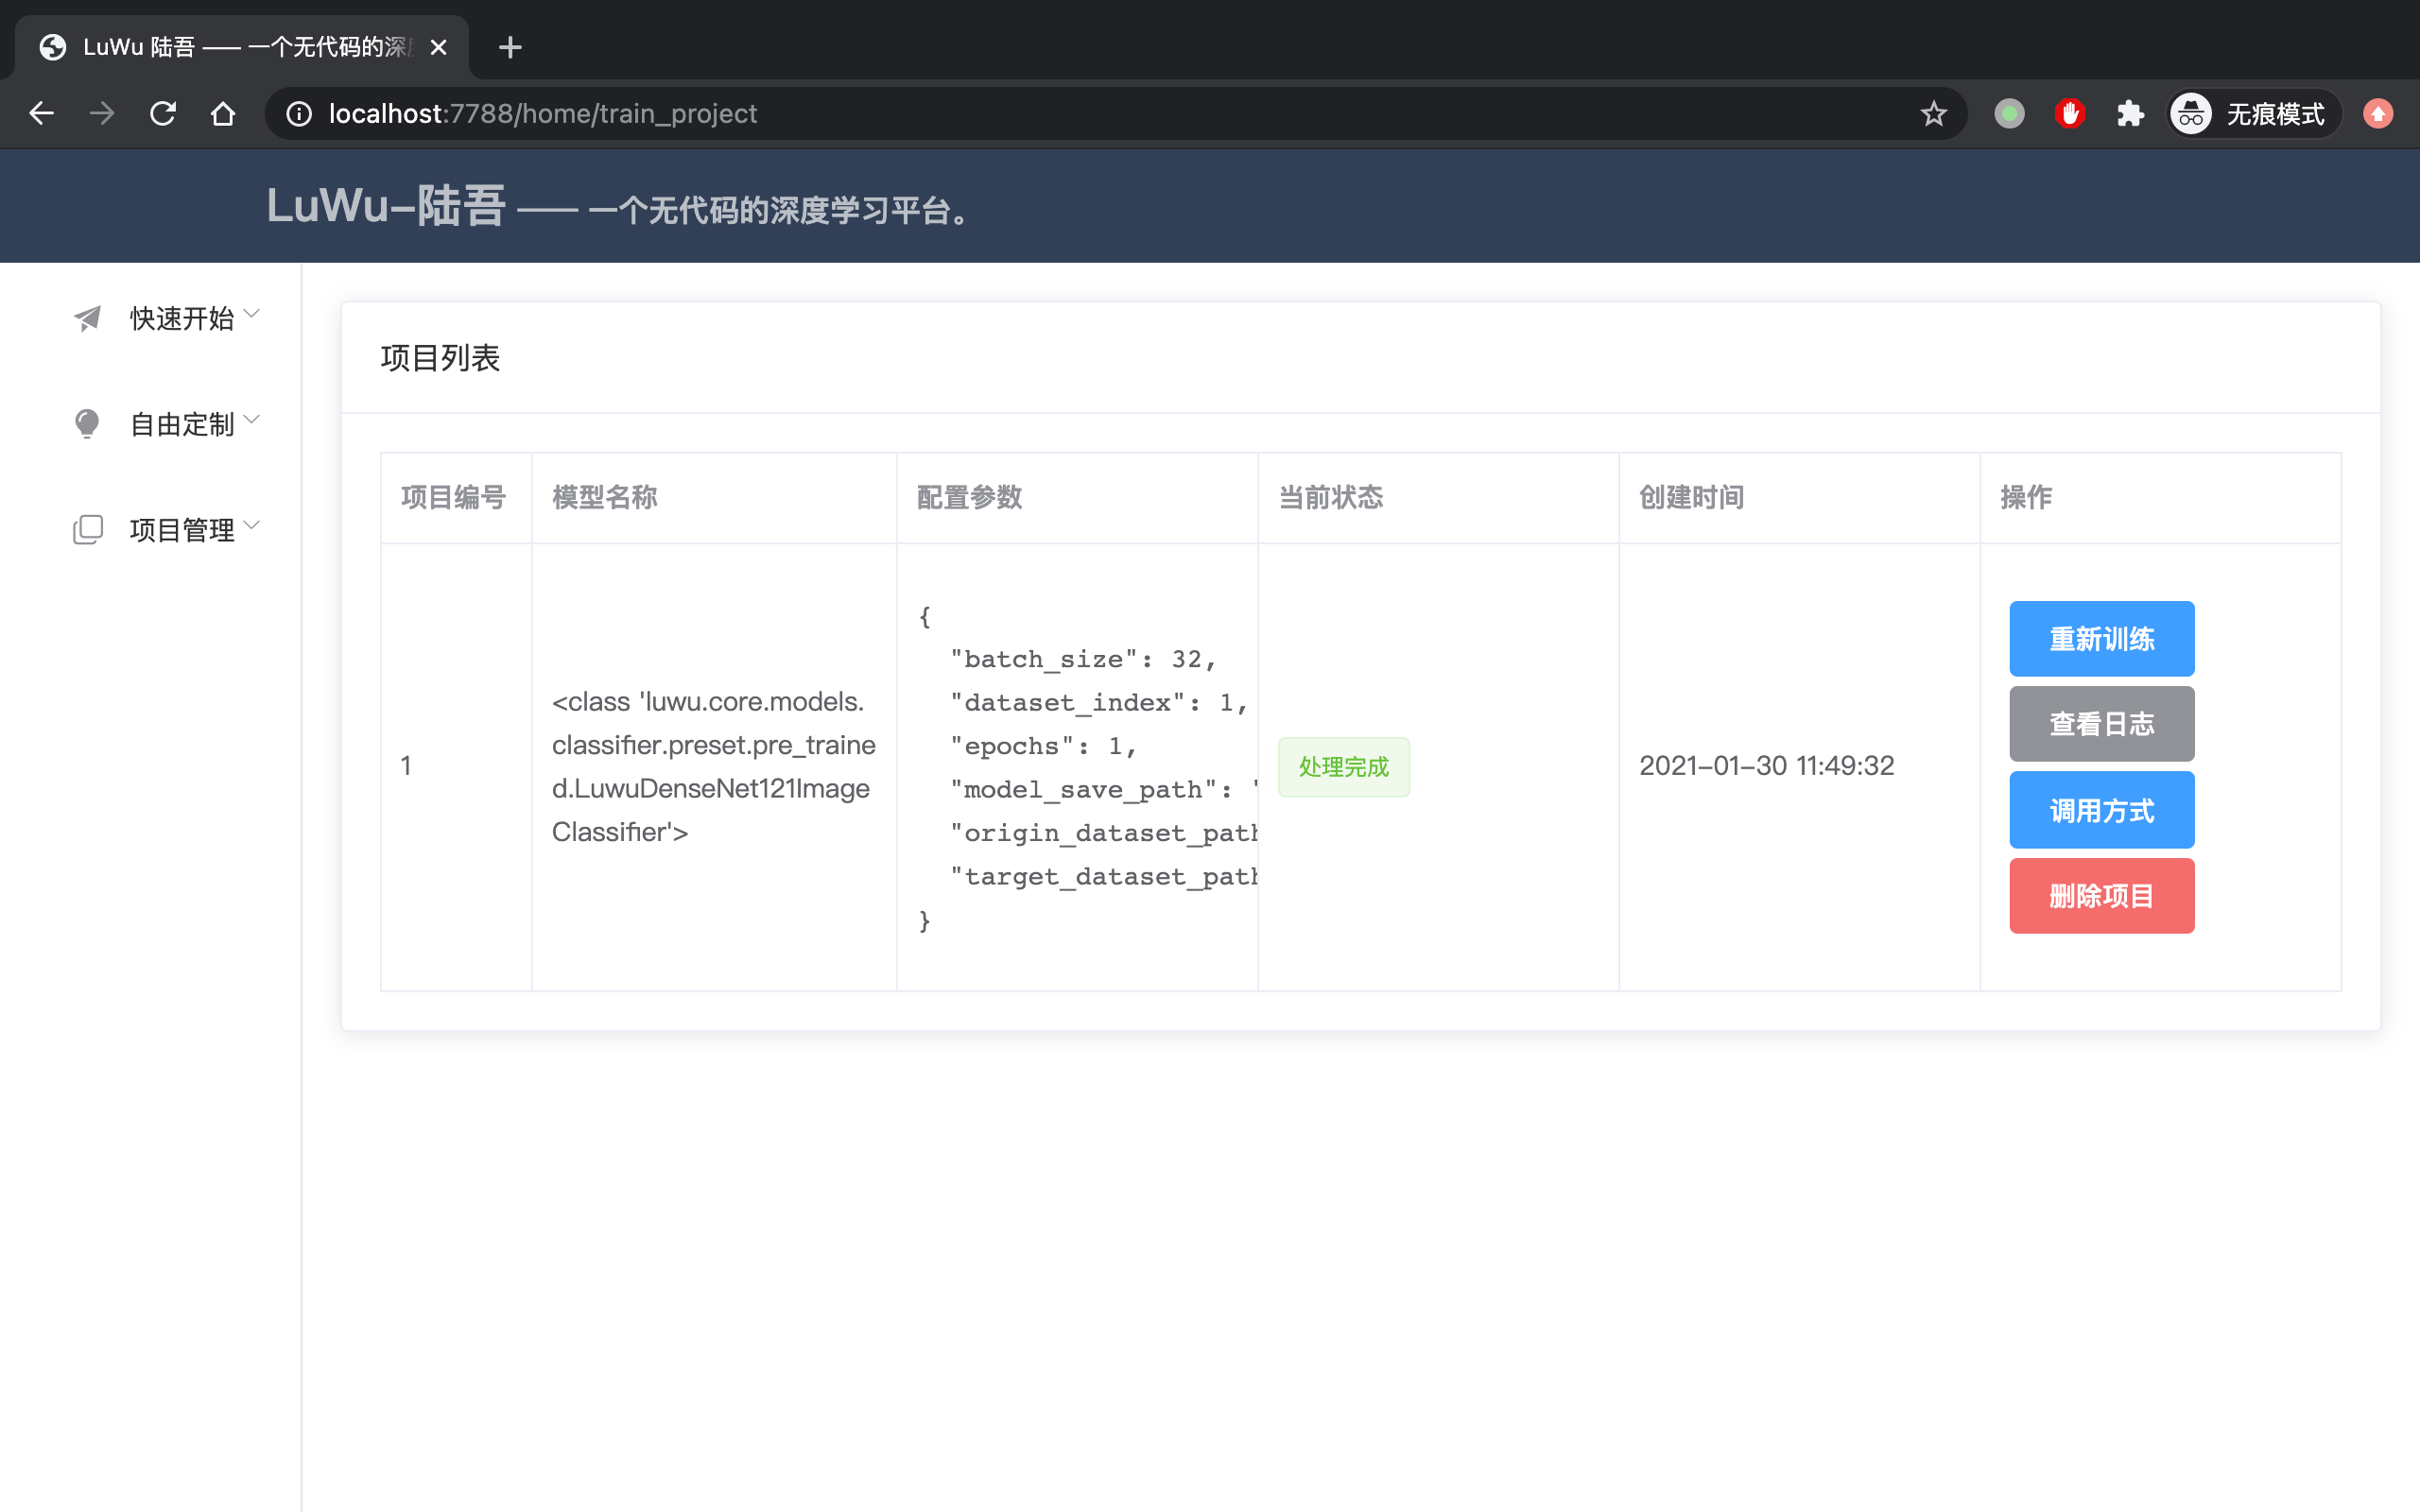 LuWu 陆吾 —— 一个无代码的深
localhost:7788/home/train_project
无痕模式
LuWu-陆吾 —— 一个无代码的深度学习平台。
快速开始
自由定制
项目管理
项目列表
项目编号 模型名称 配置参数 当前状态 创建时间 操作
1
<class 'luwu.core.models.
classifier.preset.pre_traine
d.LuwuDenseNet121Image
Classifier'>
{
"batch_size": 32,
"dataset_index": 1,
"epochs": 1,
"model_save_path": "
"origin_dataset_path
"target_dataset_path
}
处理完成
2021-01-30 11:49:32
重新训练
查看日志
调用方式
删除项目